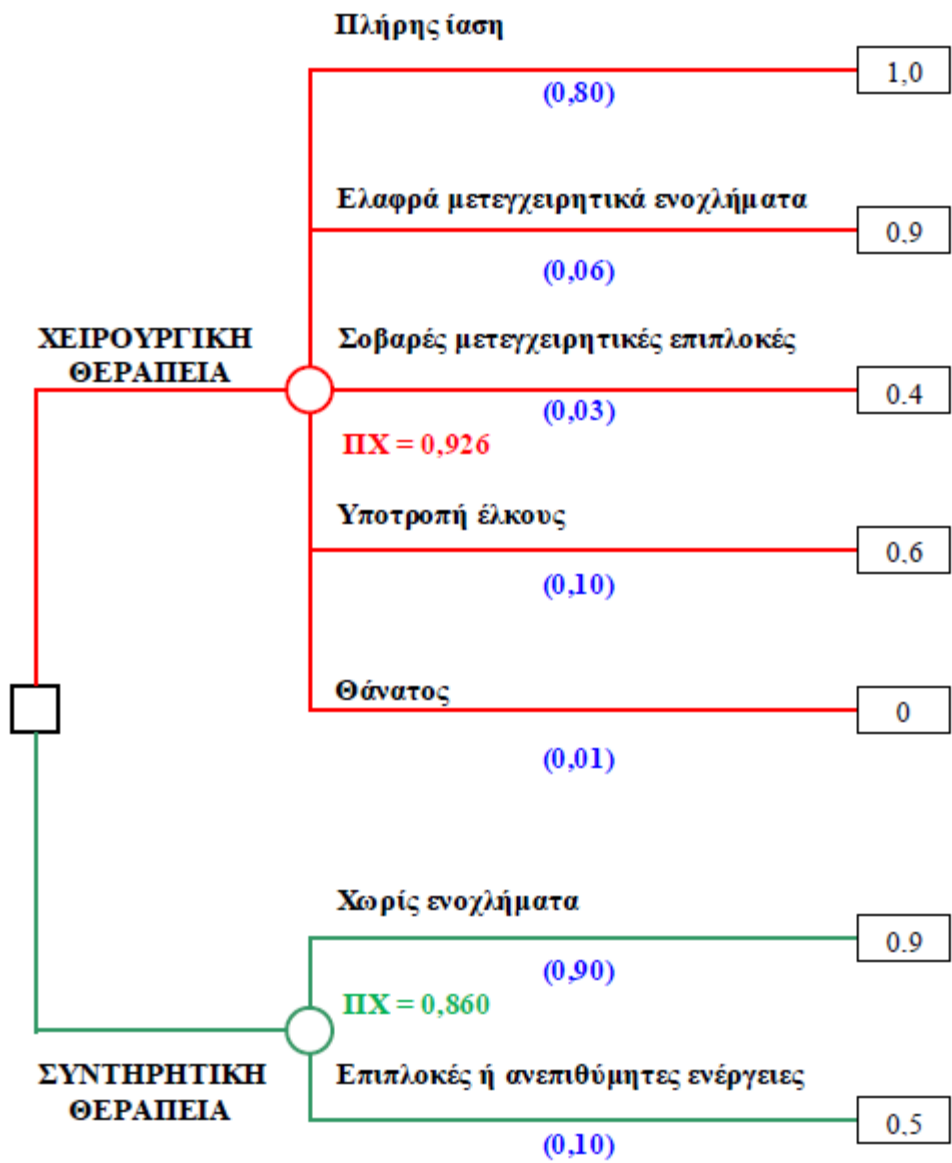 Πλήρης ίαση
1,0
(0,80)
Ελαφρά μετεγχειρητικά ενοχλήματα
0.9
(0,06)
ΧΕΙΡΟΥΡΓΙΚΗ
ΘΕΡΑΠΕΙΑ
Σοβαρές μετεγχειρητικές επιπλοκές
0.4
(0,03)
ΠΧ = 0,926
Υποτροπή έλκους
0.6
(0,10)
Θάνατος
0
(0,01)
Χωρίς ενοχλήματα
0.9
(0,90)
ΠΧ = 0,860
ΣΥΝΤΗΡΗΤΙΚΗ
ΘΕΡΑΠΕΙΑ
Επιπλοκές ή ανεπιθύμητες ενέργειες
0.5
(0,10)